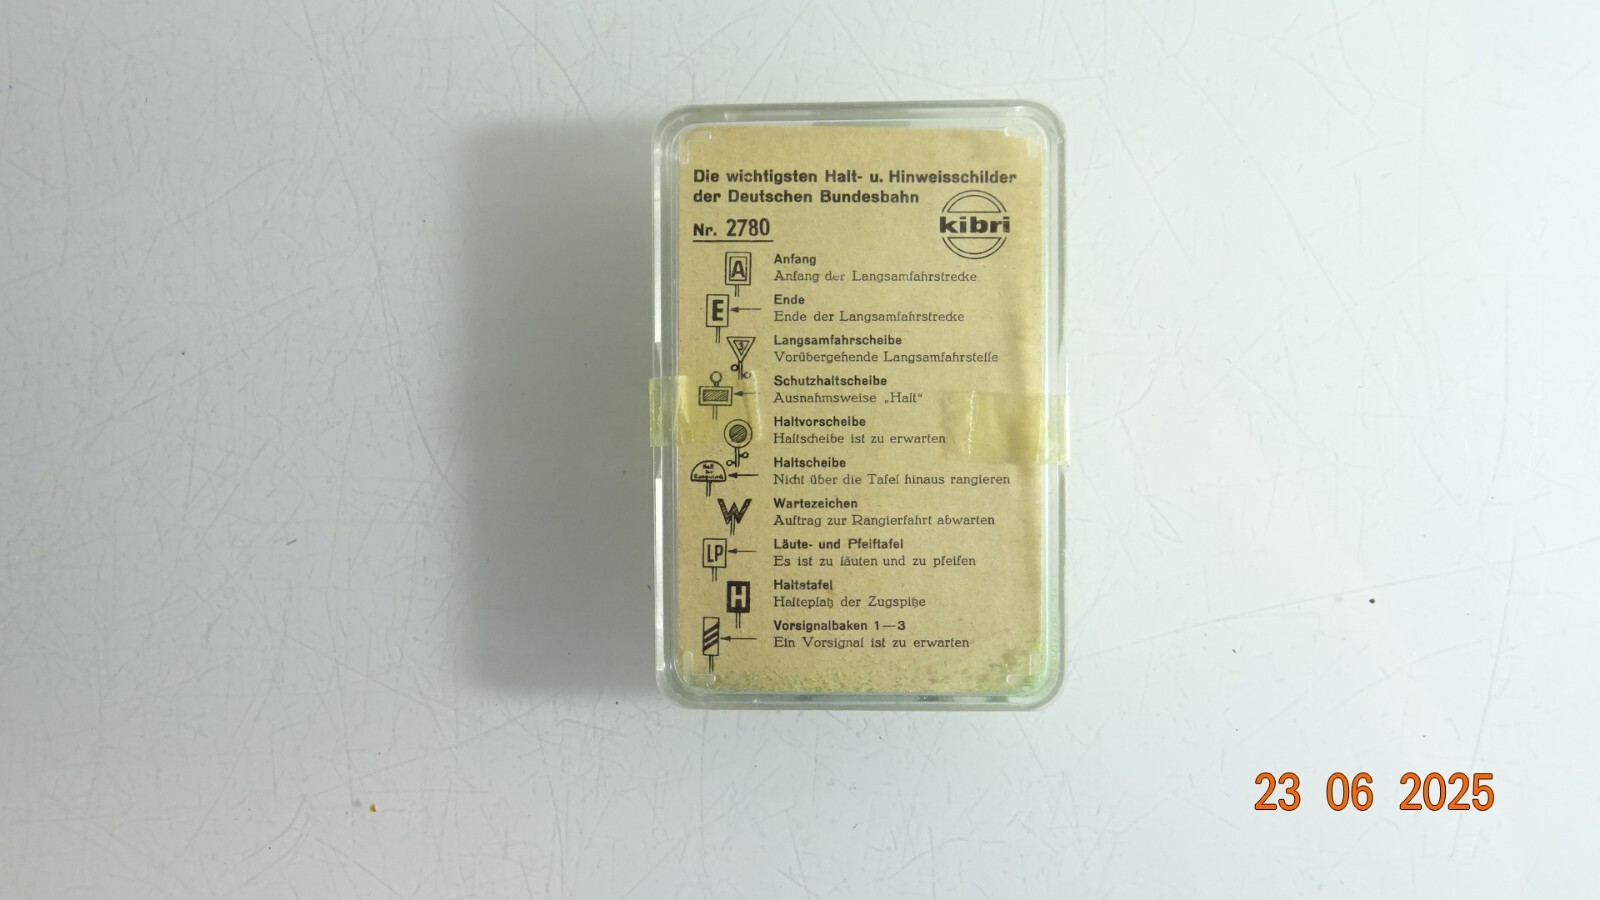 Die wichtigsten Halt- u. Hinweisschilder
der Deutschen Bundesbahn
kibri
Nr. 2780
A
Anfang
Anfang der Langsamfahrstrecke
E
Ende
Ende der Langsamfahrstrecke
3
Langsamfahrscheibe
Vorübergehende Langsamfahrstelle
Schutzhaltscheibe
Ausnahmsweise „Halt“
Haltvorscheibe
Haltscheibe ist zu erwarten
Halt
für
Haltscheibe
Nicht über die Tafel hinaus rangieren
W
Wartezeichen
Auftrag zur Rangierfahrt abwarten
LP
Läute- und Pfeiftafel
Es ist zu läuten und zu pfeifen
H
Haltetafel
Halteplatz der Zugspitze
Vorsignalbaken 1—3
Ein Vorsignal ist zu erwarten
23 06 2025